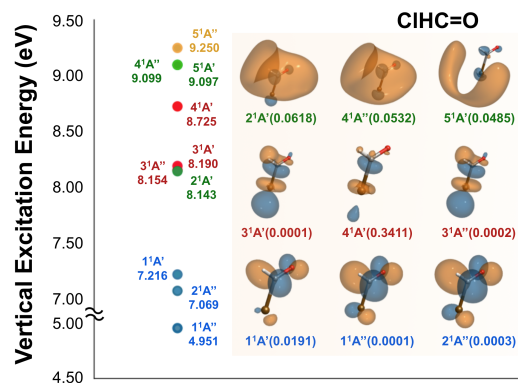 ClHC=O
Vertical Excitation Energy (eV)
9.50
9.00
8.50
8.00
7.50
7.00
5.00
4.50
5¹A''
9.250
4¹A''
9.099
5¹A'
9.097
4¹A'
8.725
3¹A'
8.190
3¹A''
8.154
2¹A'
8.143
1¹A'
7.216
2¹A''
7.069
1¹A''
4.951
2¹A'(0.0618) 4¹A''(0.0532) 5¹A'(0.0485)
3¹A'(0.0001) 4¹A'(0.3411) 3¹A''(0.0002)
1¹A'(0.0191) 1¹A''(0.0001) 2¹A''(0.0003)